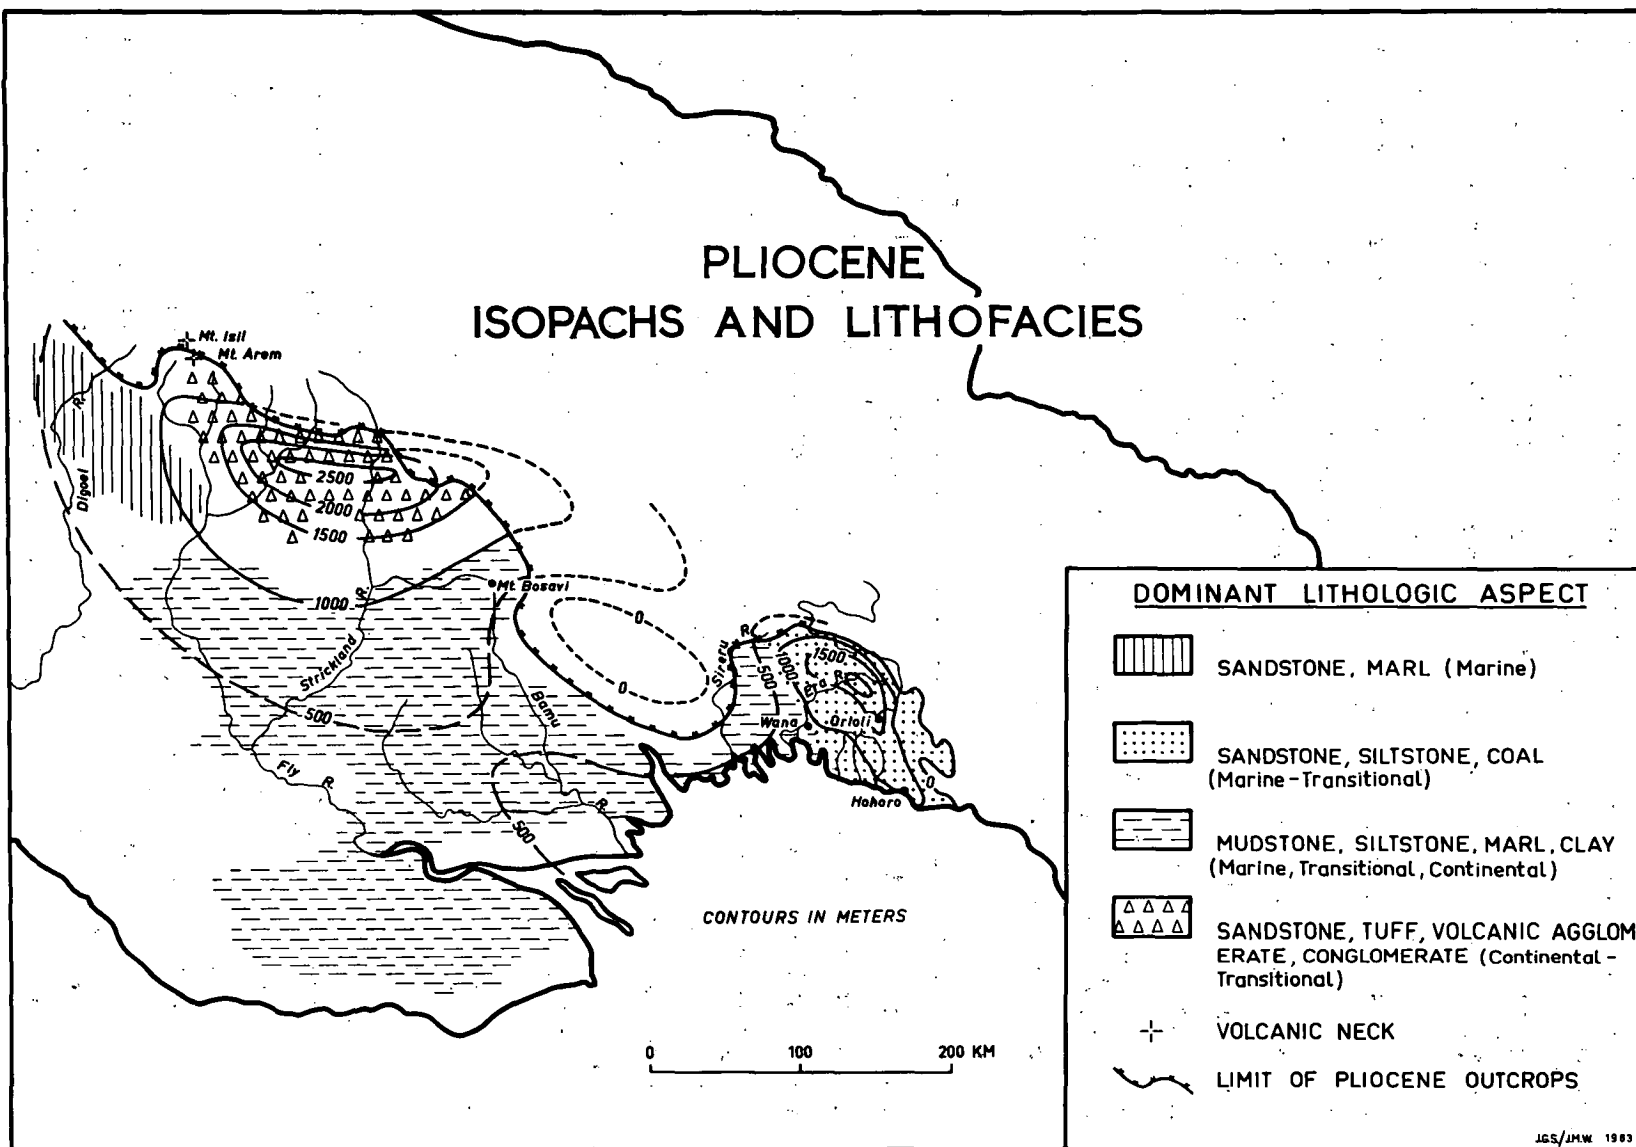 PLIOCENE
ISOPACHS AND LITHOFACIES
Mt. Isil
Mt. Arem
Digoel
R.
2500
2000
1500
1000
Mt. Bosavi
R.
Strickland
500
Bamu
R.
Fly
R.
500
0
0
Sireru
R.
500
1000
1500
Era R.
Wana
Orloli
Hohoro
0
CONTOURS IN METERS
0 100 200 KM
DOMINANT LITHOLOGIC ASPECT
SANDSTONE, MARL (Marine)
SANDSTONE, SILTSTONE, COAL
(Marine-Transitional)
MUDSTONE, SILTSTONE, MARL, CLAY
(Marine, Transitional, Continental)
SANDSTONE, TUFF, VOLCANIC AGGLOM
ERATE, CONGLOMERATE (Continental-
Transitional)
VOLCANIC NECK
LIMIT OF PLIOCENE OUTCROPS
J.G.S/J.H.W. 1963